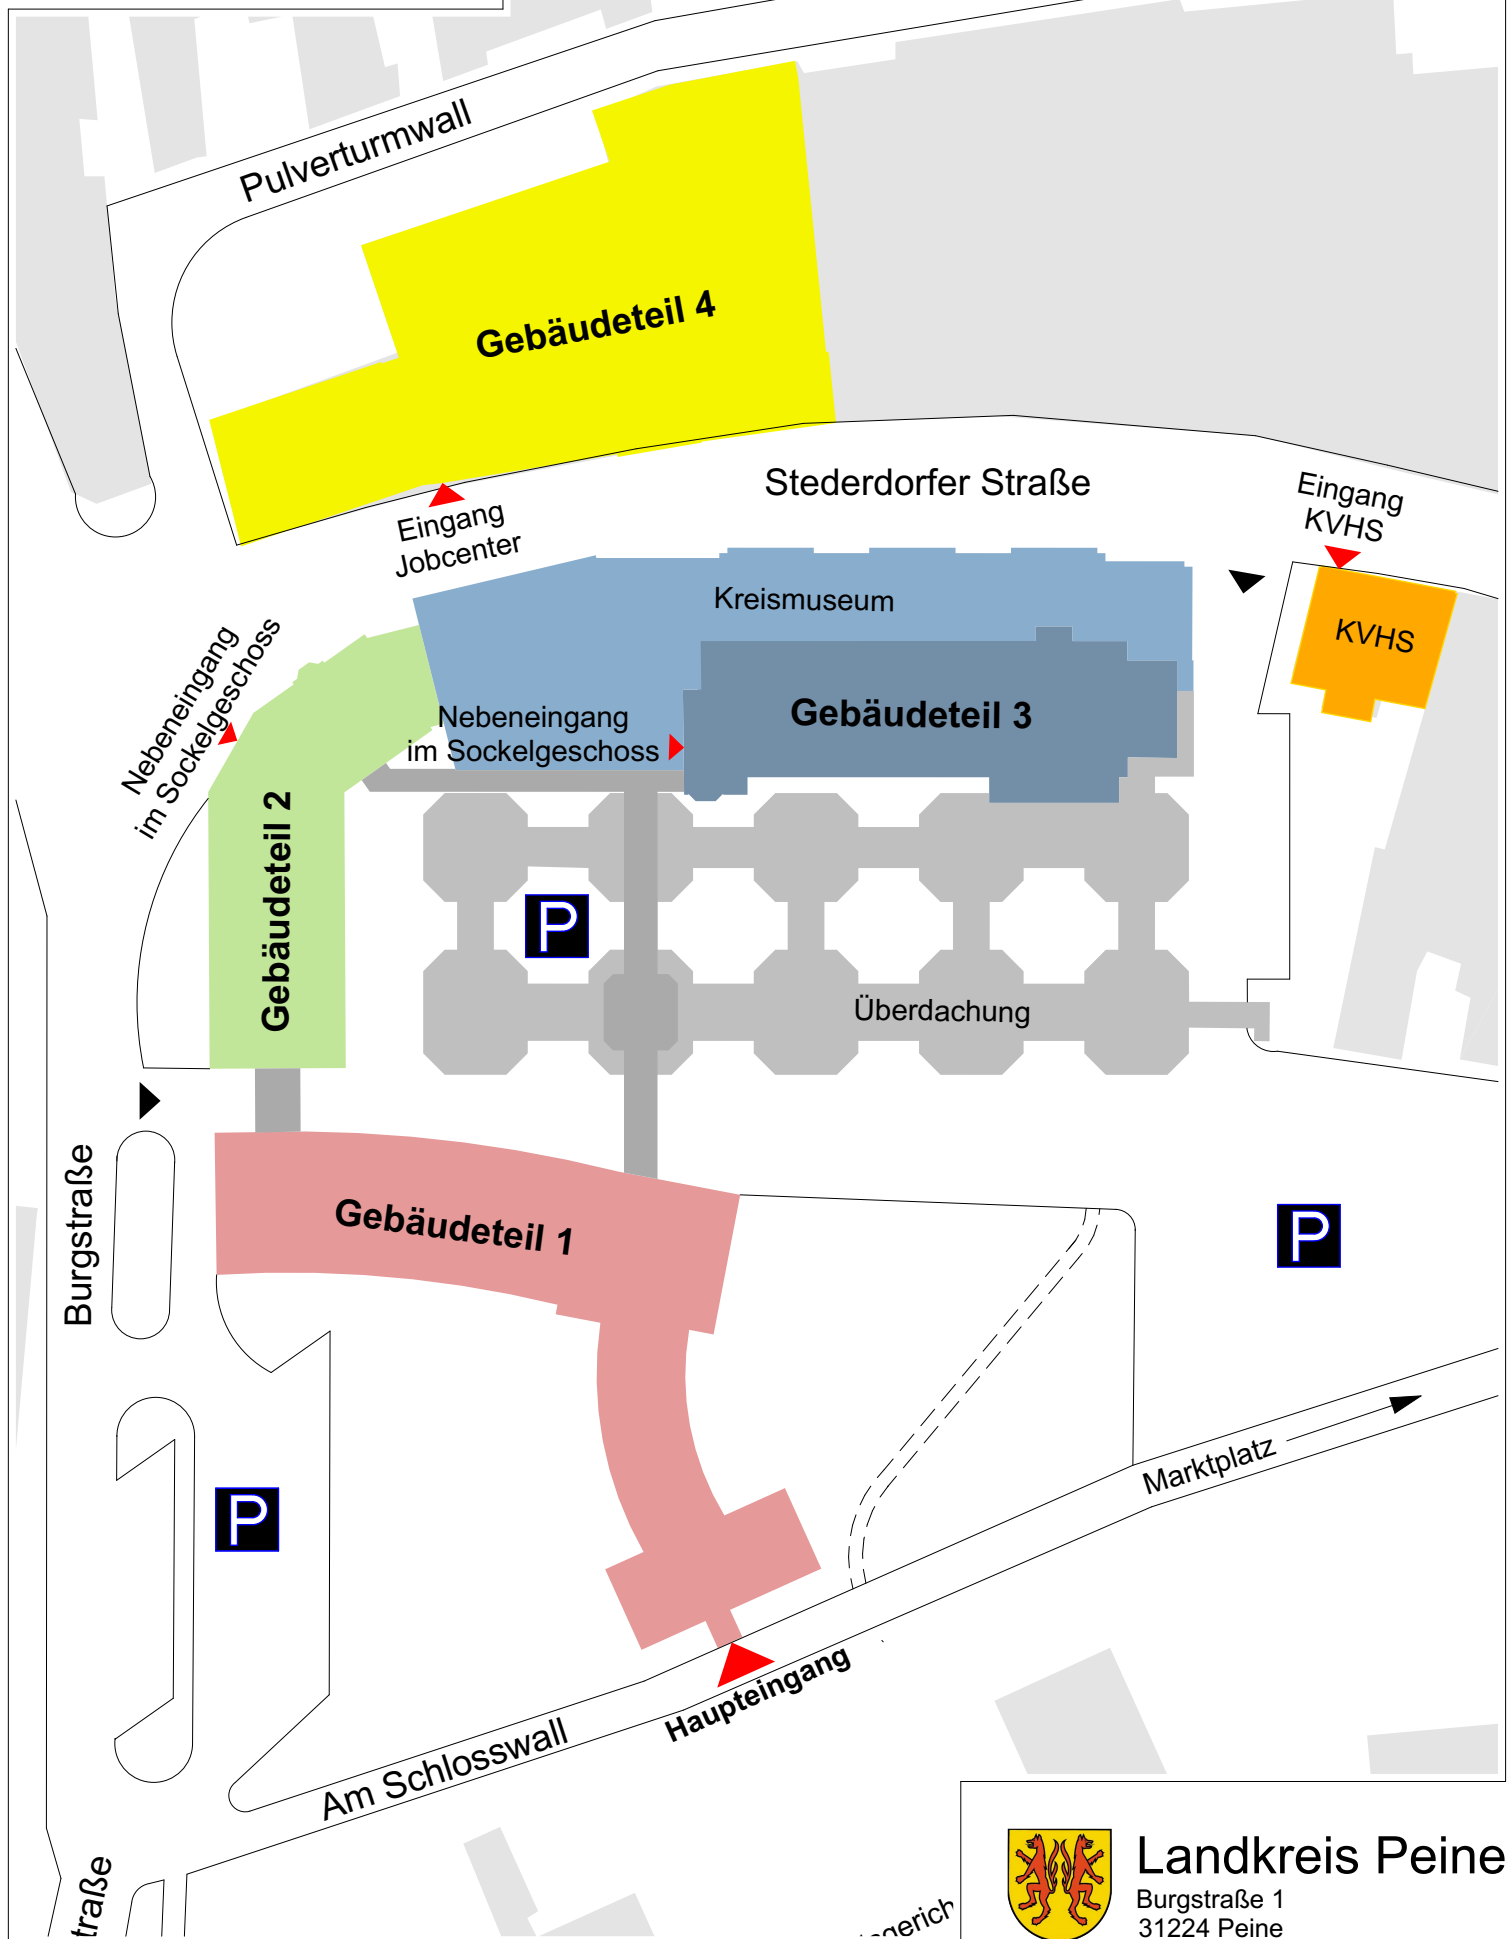 Pulverturmwall
Gebäudeteil 4
Stederdorfer Straße
Eingang
KVHS
Eingang
Jobcenter
Kreismuseum
KVHS
Nebeneingang
im Sockelgeschoss
Nebeneingang
im Sockelgeschoss
Gebäudeteil 3
Gebäudeteil 2
P
Überdachung
Burgstraße
Gebäudeteil 1
P
Marktplatz
P
Haupteingang
Am Schlosswall
Landkreis Peine
Burgstraße 1
31224 Peine
traße